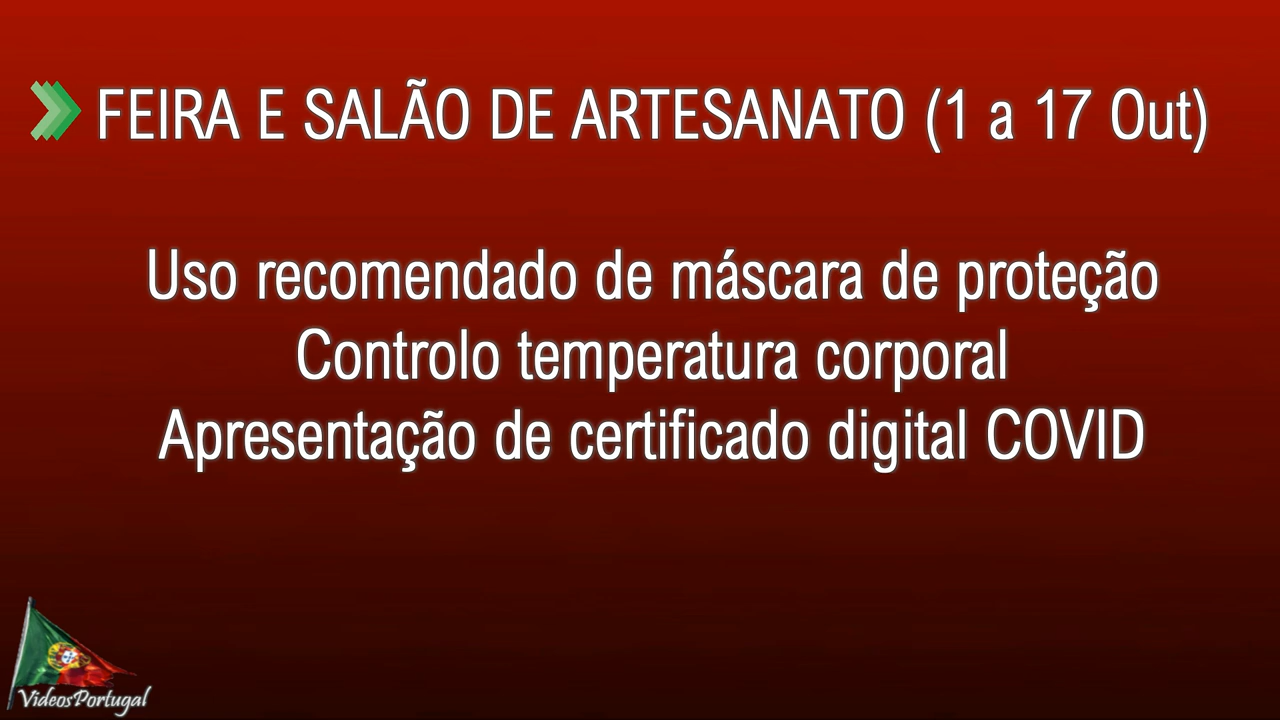 FEIRA E SALÃO DE ARTESANATO (1 a 17 Out)
Uso recomendado de máscara de proteção
Controlo temperatura corporal
Apresentação de certificado digital COVID
VideosPortugal